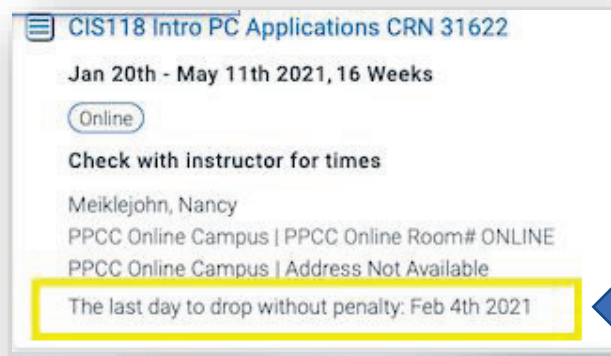 CIS118 Intro PC Applications CRN 31622
Jan 20th - May 11th 2021, 16 Weeks
Online
Check with instructor for times
Meiklejohn, Nancy
PPCC Online Campus | PPCC Online Room# ONLINE
PPCC Online Campus | Address Not Available
The last day to drop without penalty: Feb 4th 2021